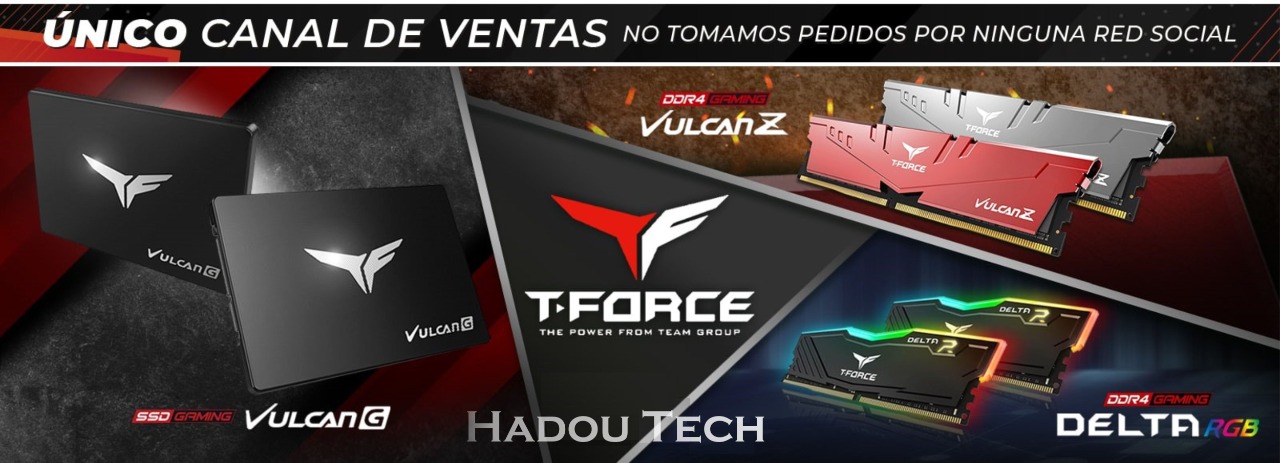 ÚNICO CANAL DE VENTAS NO TOMAMOS PEDIDOS POR NINGUNA RED SOCIAL
DDR4 GAMING
VULCAN Z
T-FORCE
T-FORCE
VULCAN Z
Z
VULCAN G
VULCAN G
SSD GAMING VULCAN G
T-FORCE
THE POWER FROM TEAM GROUP
DELTA R
DELTA R
T-FORCE
DDR4 GAMING
DELTA RGB
HADOU TECH